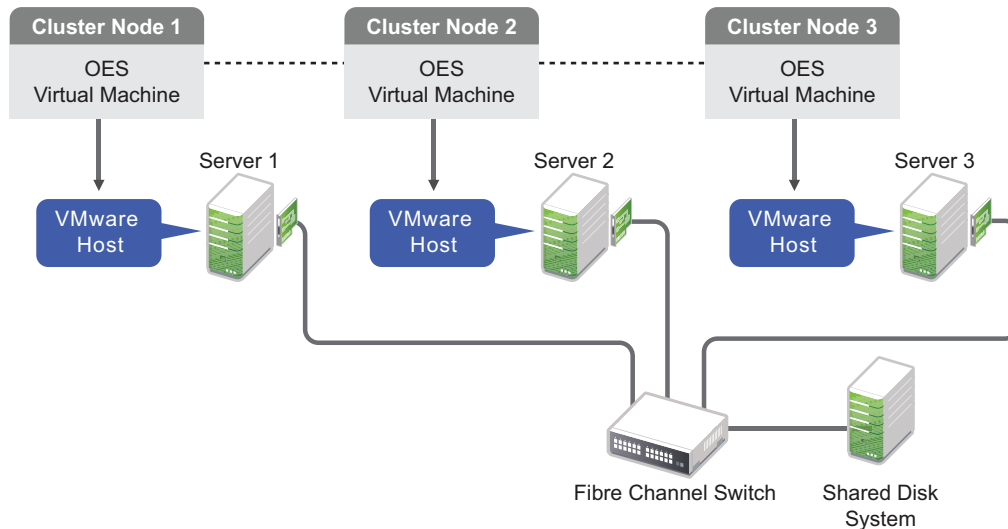 Cluster Node 1
OES
Virtual Machine
Cluster Node 2
OES
Virtual Machine
Cluster Node 3
OES
Virtual Machine
Server 1
VMware
Host
Server 2
VMware
Host
Server 3
VMware
Host
Fibre Channel Switch
Shared Disk
System